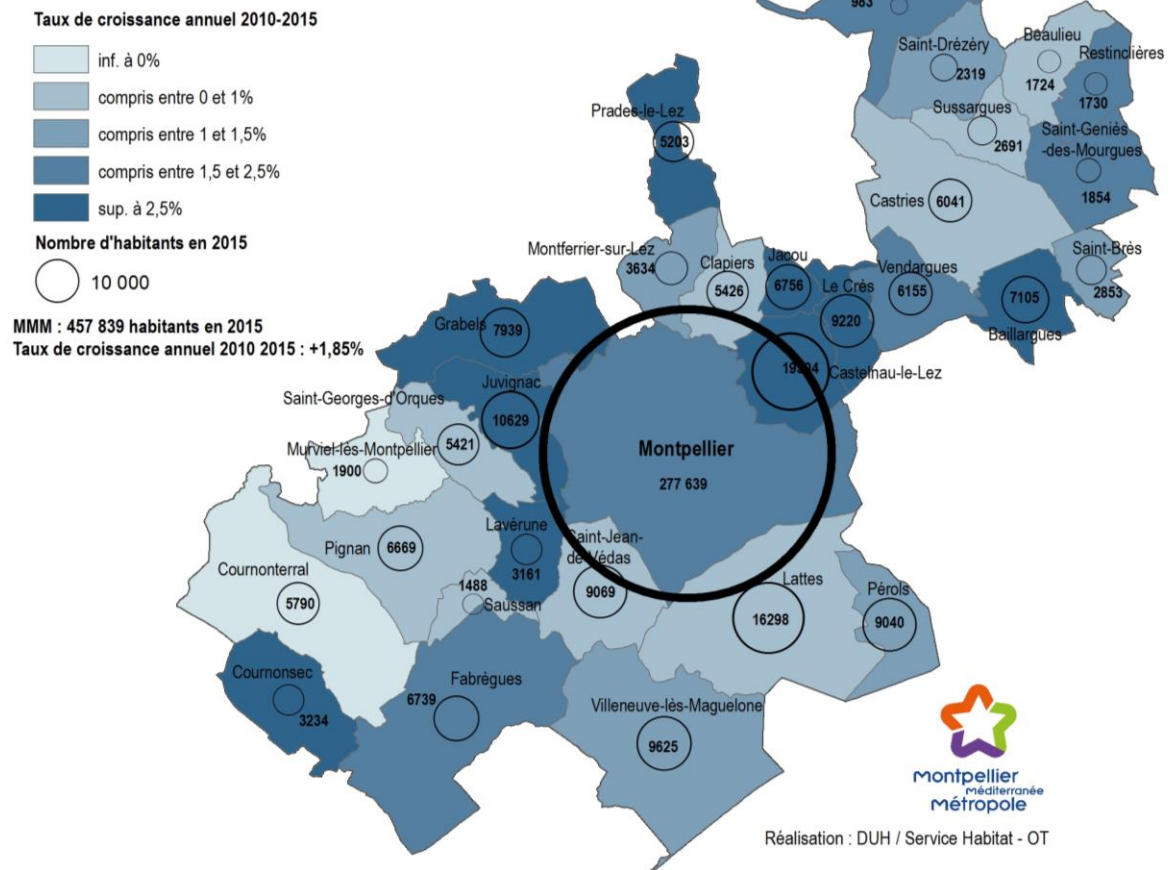 Taux de croissance annuel 2010-2015
inf. à 0%
compris entre 0 et 1%
compris entre 1 et 1,5%
compris entre 1,5 et 2,5%
sup. à 2,5%
Nombre d'habitants en 2015
10 000
MMM : 457 839 habitants en 2015
Taux de croissance annuel 2010 2015 : +1,85%
983
Saint-Drézéry
2319
Beaulieu
1724
Restinclières
1730
Sussargues
2691
Saint-Geniès
-des-Mourgues
1854
Prades-le-Lez
5203
Castries
6041
Montferrier-sur-Lez
3634
Clapiers
5426
Jacou
6756
Le Crès
9220
Vendargues
6155
Saint-Brès
2853
7105
Baillargues
Grabels
7939
Castelnau-le-Lez
Juvignac
10629
Saint-Georges-d'Orques
5421
Murviel-lès-Montpellier
1900
Montpellier
277 639
Pignan
6669
Lavérune
3161
Saint-Jean-
de-Védas
9069
Cournonterral
5790
1488
Saussan
Lattes
16298
Pérols
9040
Cournonsec
3234
Fabrègues
6739
Villeneuve-lès-Maguelone
9625
montpellier
méditerranée
métropole
Réalisation : DUH / Service Habitat - OT